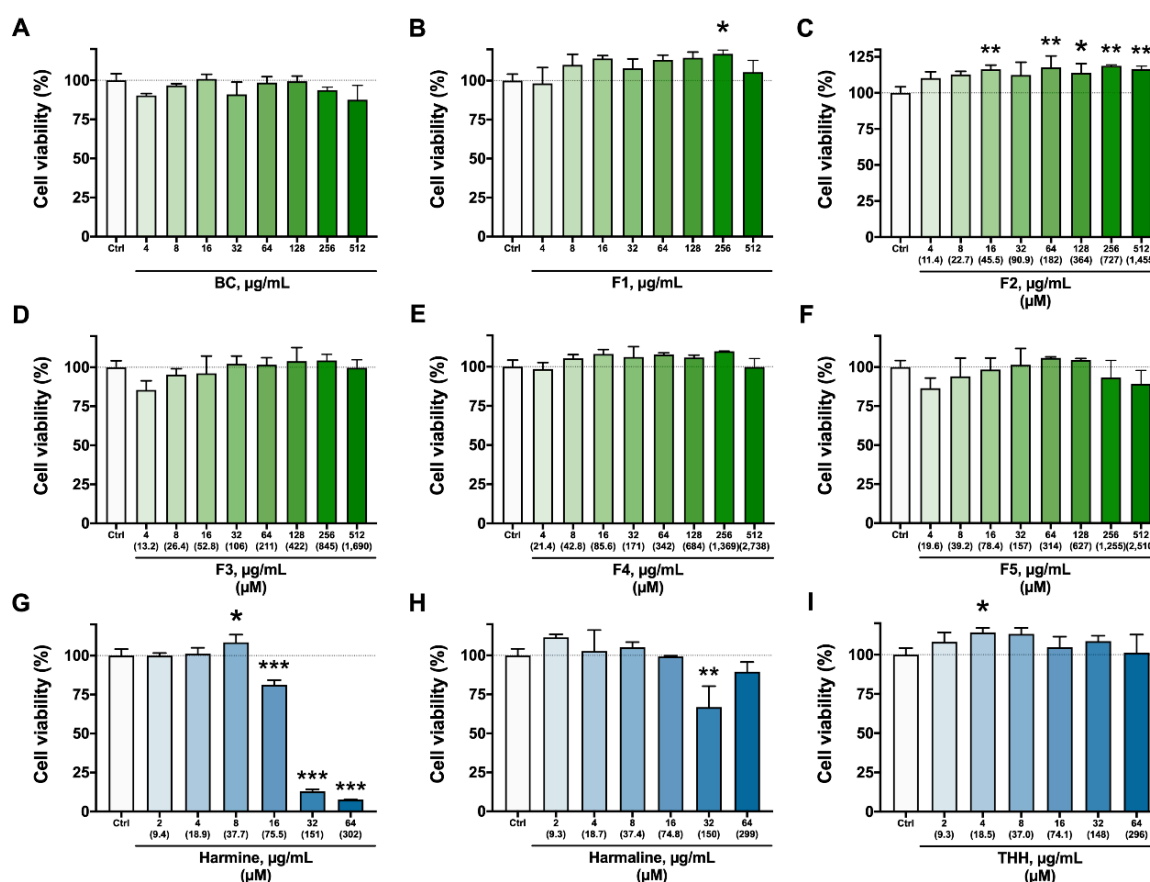 A
Cell viability (%)
100
75
50
25
0
Ctrl 4 8 16 32 64 128 256 512
BC, µg/mL
B
*
Cell viability (%)
100
75
50
25
0
Ctrl 4 8 16 32 64 128 256 512
F1, µg/mL
C
** ** * ** **
Cell viability (%)
125
100
75
50
25
0
Ctrl 4 8 16 32 64 128 256 512
(11.4) (22.7) (45.5) (90.9) (182) (364) (727) (1,455
F2, µg/mL
(µM)
D
Cell viability (%)
100
75
50
25
0
Ctrl 4 8 16 32 64 128 256 512
(13.2) (26.4) (52.8) (106) (211) (422) (845) (1,690)
F3, µg/mL
(µM)
E
Cell viability (%)
100
75
50
25
0
Ctrl 4 8 16 32 64 128 256 512
(21.4) (42.8) (85.6) (171) (342) (684) (1,369)(2,738)
F4, µg/mL
(µM)
F
Cell viability (%)
100
75
50
25
0
Ctrl 4 8 16 32 64 128 256 512
(19.6) (39.2) (78.4) (157) (314) (627) (1,255)(2,510
F5, µg/mL
(µM)
G
* *** *** ***
Cell viability (%)
100
75
50
25
0
Ctrl 2 4 8 16 32 64
(9.4) (18.9) (37.7) (75.5) (151) (302)
Harmine, µg/mL
(µM)
H
**
Cell viability (%)
100
75
50
25
0
Ctrl 2 4 8 16 32 64
(9.3) (18.7) (37.4) (74.8) (150) (299)
Harmaline, µg/mL
(µM)
I
*
Cell viability (%)
100
75
50
25
0
Ctrl 2 4 8 16 32 64
(9.3) (18.5) (37.0) (74.1) (148) (296)
THH, µg/mL
(µM)